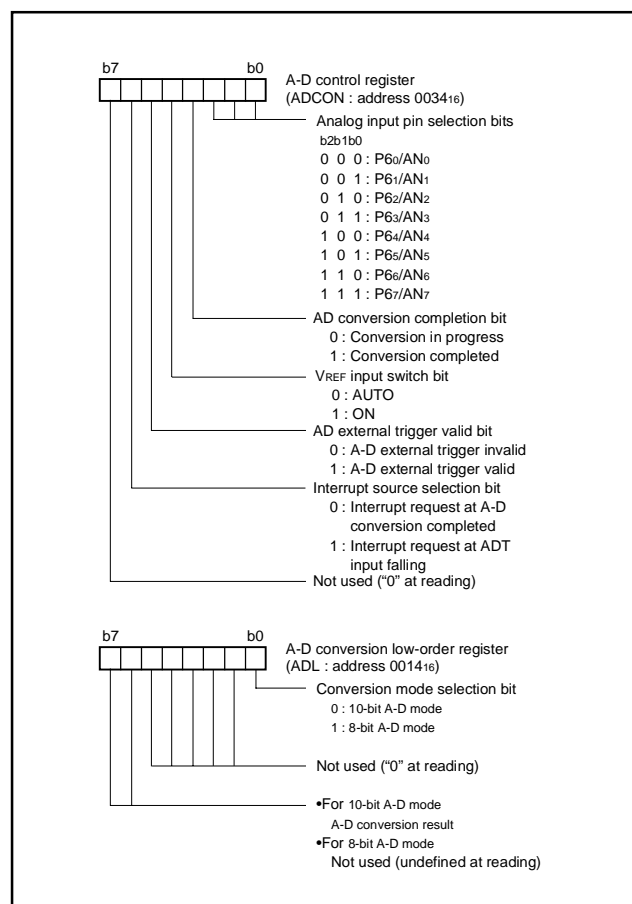 b7 b0
A-D control register
(ADCON : address 0034₁₆)
Analog input pin selection bits
b2b1b0
0 0 0 : P6₀/AN₀
0 0 1 : P6₁/AN₁
0 1 0 : P6₂/AN₂
0 1 1 : P6₃/AN₃
1 0 0 : P6₄/AN₄
1 0 1 : P6₅/AN₅
1 1 0 : P6₆/AN₆
1 1 1 : P6₇/AN₇
AD conversion completion bit
0 : Conversion in progress
1 : Conversion completed
VREF input switch bit
0 : AUTO
1 : ON
AD external trigger valid bit
0 : A-D external trigger invalid
1 : A-D external trigger valid
Interrupt source selection bit
0 : Interrupt request at A-D
conversion completed
1 : Interrupt request at ADT
input falling
Not used (“0” at reading)
b7 b0
A-D conversion low-order register
(ADL : address 0014₁₆)
Conversion mode selection bit
0 : 10-bit A-D mode
1 : 8-bit A-D mode
Not used (“0” at reading)
•For 10-bit A-D mode
A-D conversion result
•For 8-bit A-D mode
Not used (undefined at reading)